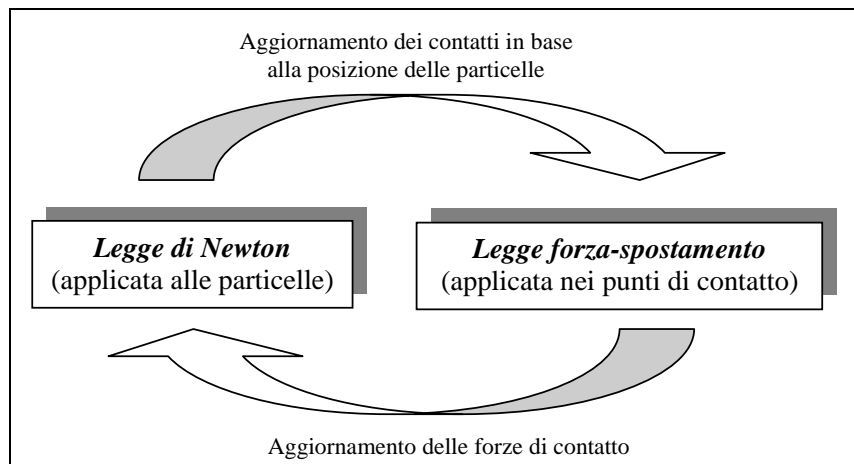 Aggiornamento dei contatti in base
alla posizione delle particelle
Legge di Newton
(applicata alle particelle)
Legge forza-spostamento
(applicata nei punti di contatto)
Aggiornamento delle forze di contatto